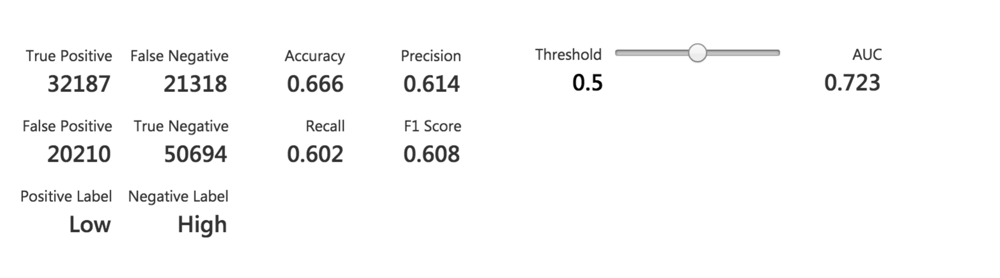 True Positive False Negative Accuracy Precision Threshold AUC
32187 21318 0.666 0.614 0.5 0.723
False Positive True Negative Recall F1 Score
20210 50694 0.602 0.608
Positive Label Negative Label
Low High